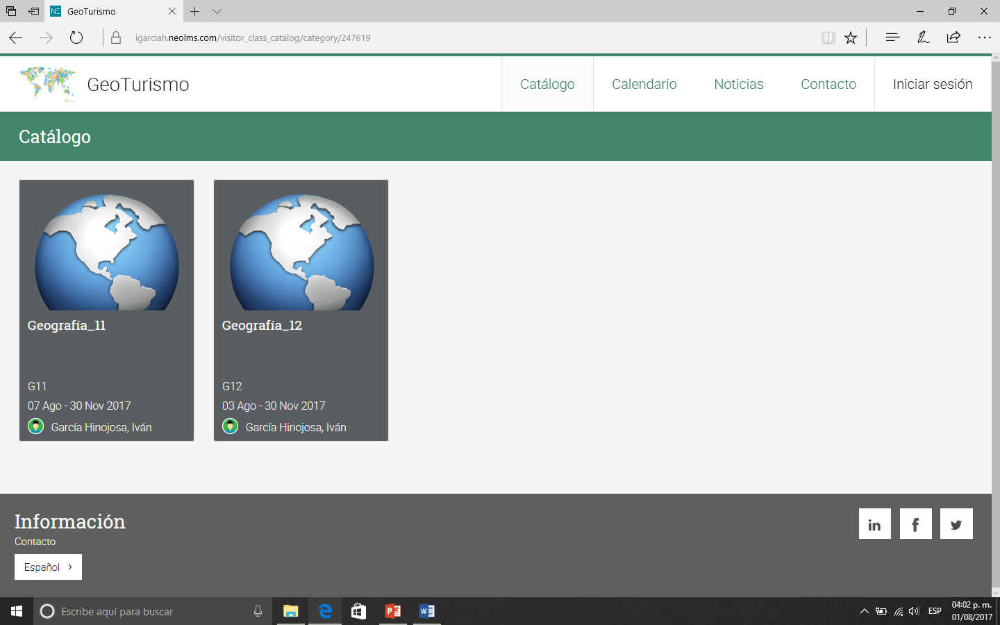 GeoTurismo
igarciah.neolms.com/visitor_class_catalog/category/247619
GeoTurismo
Catálogo
Calendario
Noticias
Contacto
Iniciar sesión
Catálogo
Geografía_11
G11
07 Ago - 30 Nov 2017
García Hinojosa, Iván
Geografía_12
G12
03 Ago - 30 Nov 2017
García Hinojosa, Iván
Información
Contacto
Español
Escribe aquí para buscar
ESP
04:02 p. m.
01/08/2017